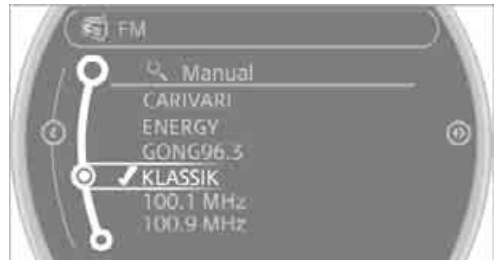 FM
Manual
CARIVARI
ENERGY
GONG96.3
KLASSIK
100.1 MHz
100.9 MHz